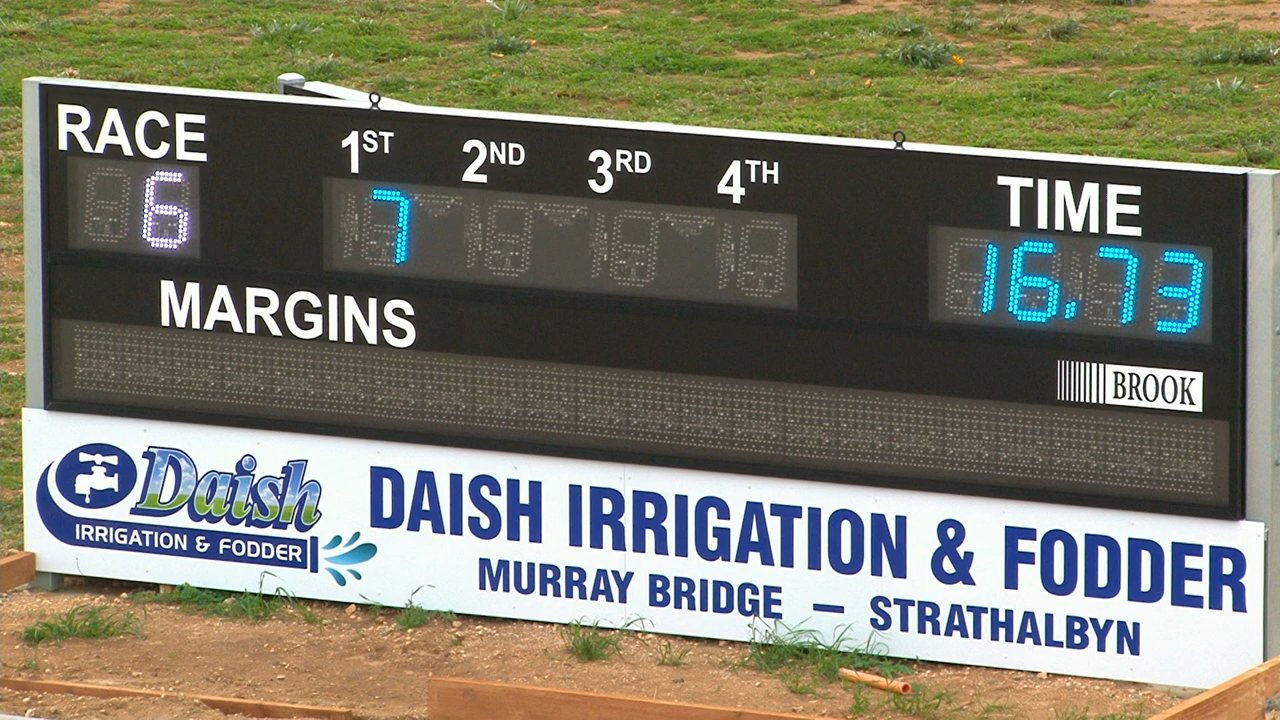 RACE 1ST 2ND 3RD 4TH TIME
6 7 16.73
MARGINS
BROOK
Daish
IRRIGATION & FODDER
DAISH IRRIGATION & FODDER
MURRAY BRIDGE – STRATHALBYN